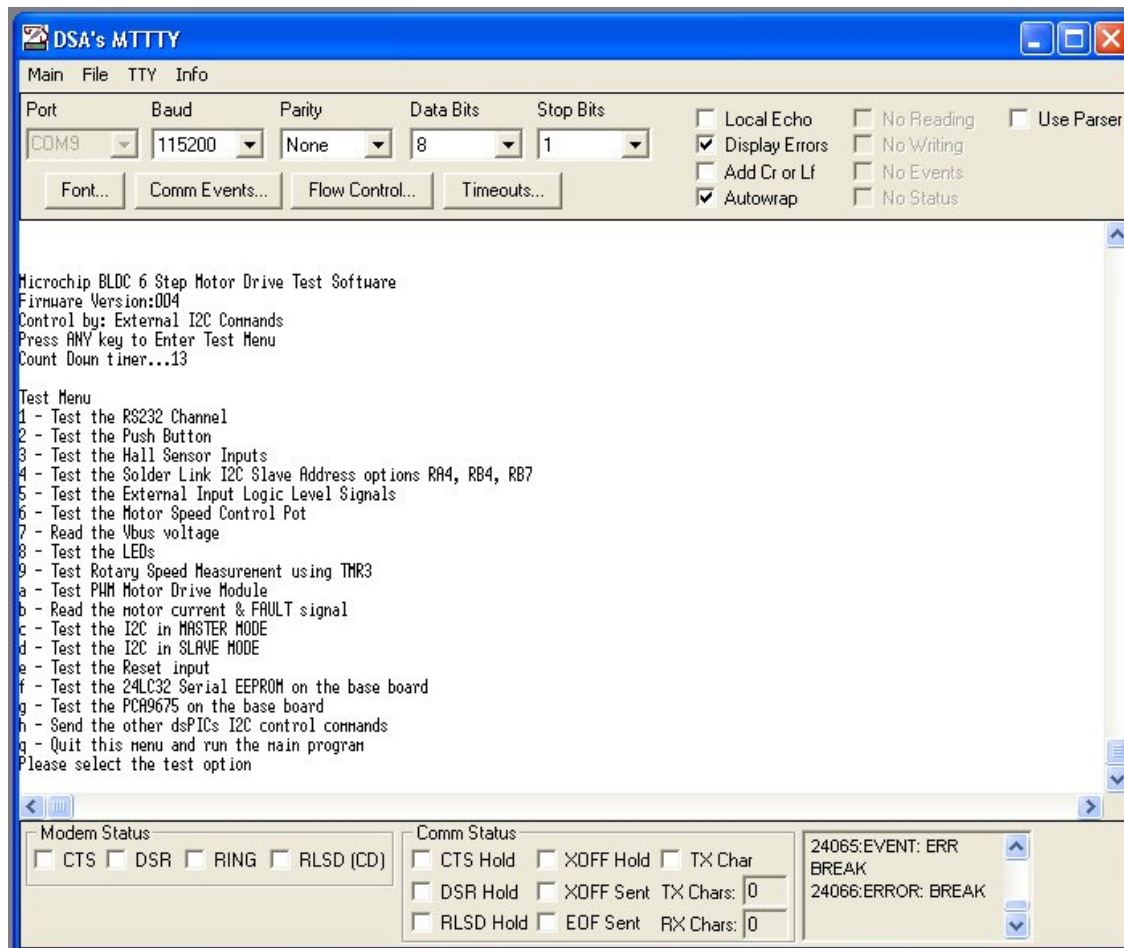 DSA's MTTTY
Main File TTY Info
Port Baud Parity Data Bits Stop Bits
COM9 115200 None 8 1
Font... Comm Events... Flow Control... Timeouts...
Local Echo No Reading Use Parser
Display Errors No Writing
Add Cr or Lf No Events
Autowrap No Status
Microchip BLDC 6 Step Motor Drive Test Software
Firmware Version:004
Control by: External I2C Commands
Press ANY key to Enter Test Menu
Count Down timer...13
Test Menu
1 - Test the RS232 Channel
2 - Test the Push Button
3 - Test the Hall Sensor Inputs
4 - Test the Solder Link I2C Slave Address options RA4, RB4, RB7
5 - Test the External Input Logic Level Signals
6 - Test the Motor Speed Control Pot
7 - Read the Vbus voltage
8 - Test the LEDs
9 - Test Rotary Speed Measurement using TMR3
a - Test PWM Motor Drive Module
b - Read the motor current & FAULT signal
c - Test the I2C in MASTER MODE
d - Test the I2C in SLAVE MODE
e - Test the Reset input
f - Test the 24LC32 Serial EEPROM on the base board
g - Test the PCA9675 on the base board
h - Send the other dsPICs I2C control commands
q - Quit this menu and run the main program
Please select the test option
Modem Status
CTS DSR RING RLSD (CD)
Comm Status
CTS Hold XOFF Hold TX Char
DSR Hold XOFF Sent TX Chars: 0
RLSD Hold EOF Sent RX Chars: 0
24065:EVENT: ERR
BREAK
24066:ERROR: BREAK